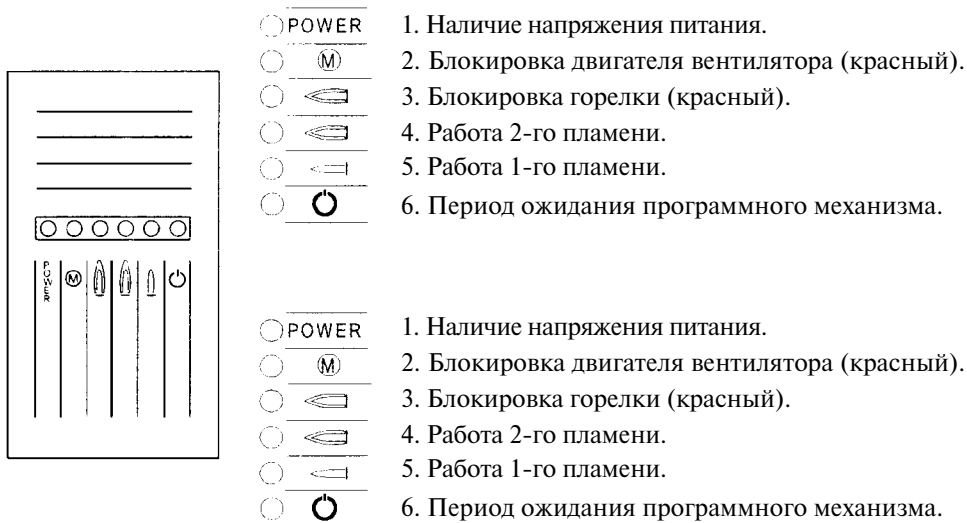 POWER 1. Наличие напряжения питания.
M 2. Блокировка двигателя вентилятора (красный).
3. Блокировка горелки (красный).
4. Работа 2-го пламени.
5. Работа 1-го пламени.
6. Период ожидания программного механизма.
POWER M
POWER 1. Наличие напряжения питания.
M 2. Блокировка двигателя вентилятора (красный).
3. Блокировка горелки (красный).
4. Работа 2-го пламени.
5. Работа 1-го пламени.
6. Период ожидания программного механизма.